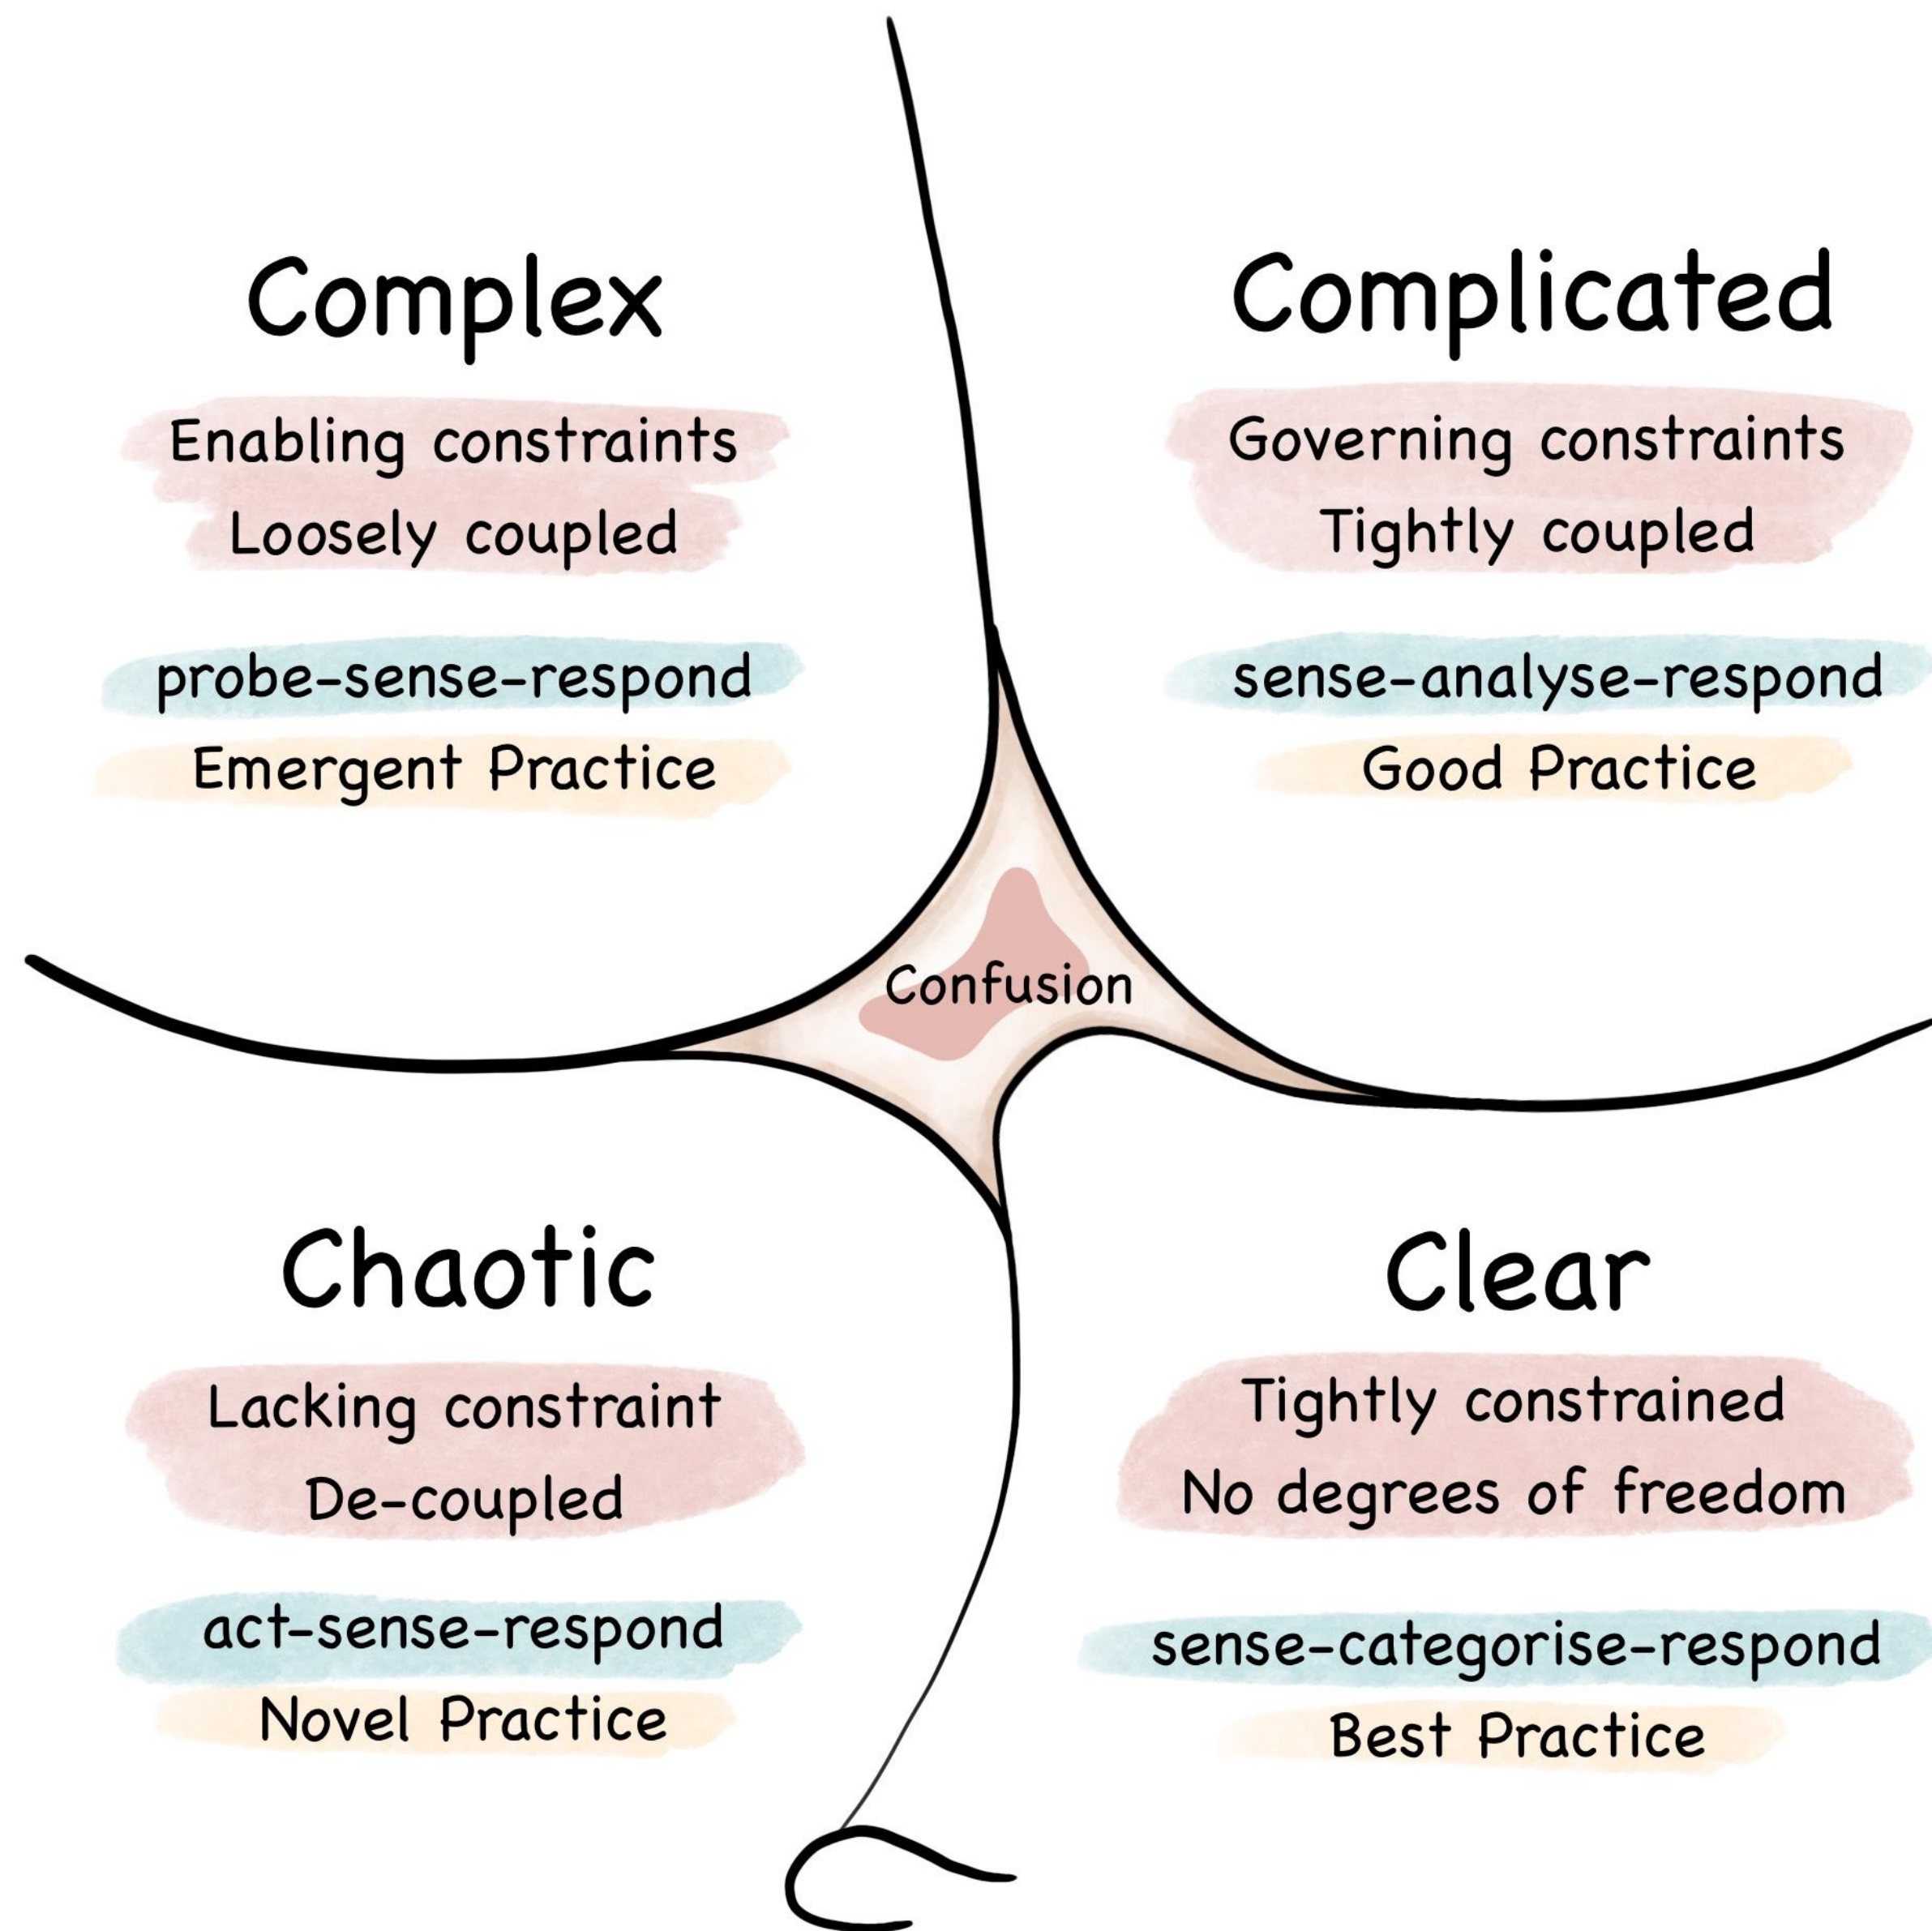 Complex
Enabling constraints
Loosely coupled
probe-sense-respond
Emergent Practice
Complicated
Governing constraints
Tightly coupled
sense-analyse-respond
Good Practice
Confusion
Chaotic
Lacking constraint
De-coupled
act-sense-respond
Novel Practice
Clear
Tightly constrained
No degrees of freedom
sense-categorise-respond
Best Practice